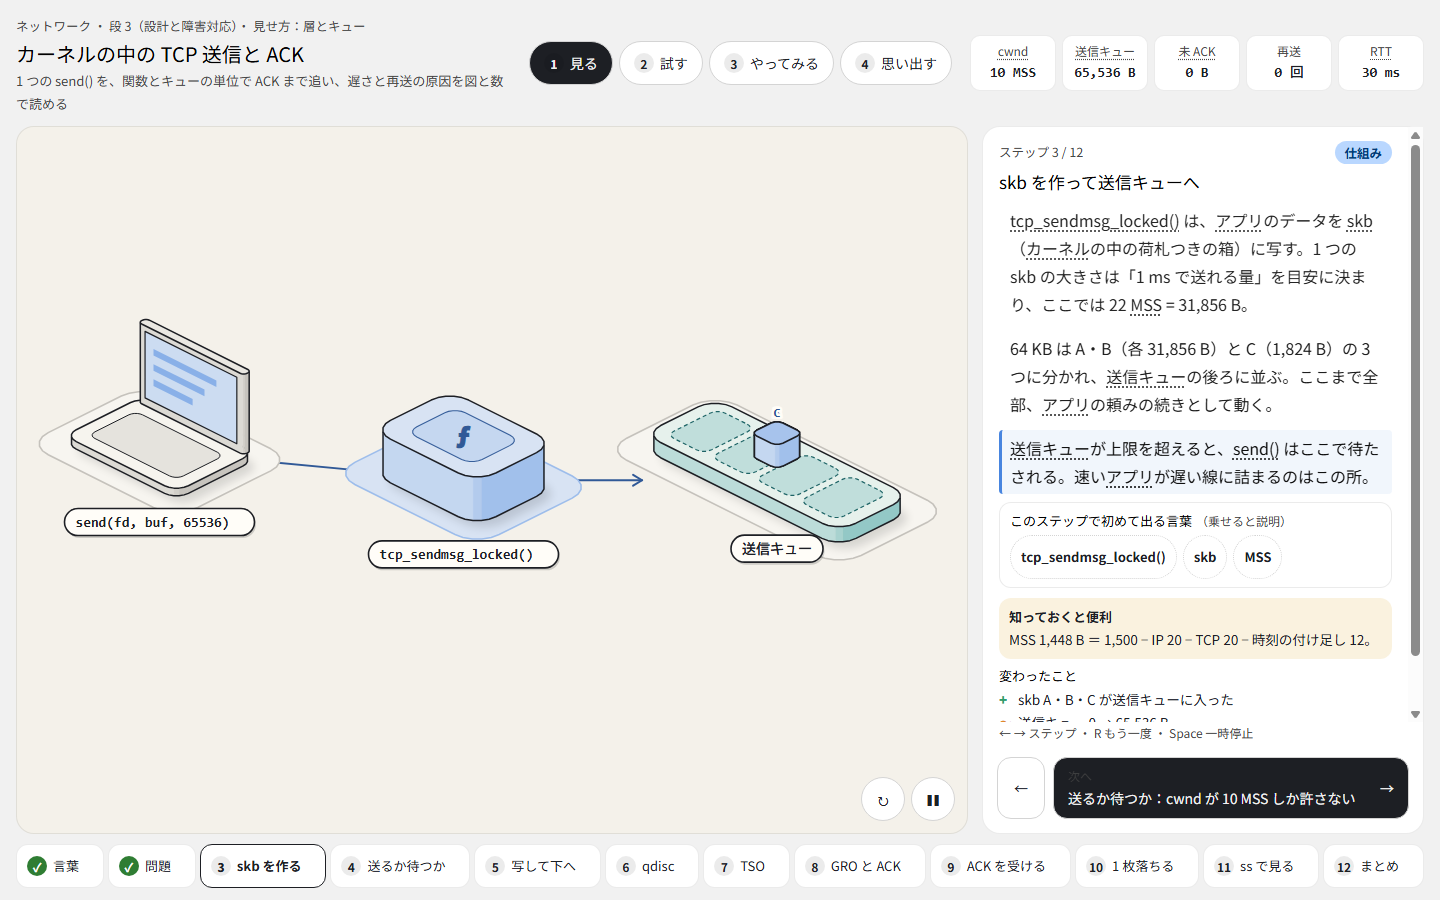 ネットワーク ・ 段 3（設計と障害対応）・ 見せ方：層とキュー
カーネルの中の TCP 送信と ACK
1 つの send() を、関数とキューの単位で ACK まで追い、遅さと再送の原因を図と数
で読める
1 見る
2 試す
3 やってみる
4 思い出す
cwnd
10 MSS
送信キュー
65,536 B
未 ACK
0 B
再送
0 回
RTT
30 ms
send(fd, buf, 65536)
f
tcp_sendmsg_locked()
C
送信キュー
ステップ 3 / 12
仕組み
skb を作って送信キューへ
tcp_sendmsg_locked() は、アプリのデータを skb
（カーネルの中の荷札つきの箱）に写す。1 つの
skb の大きさは「1 ms で送れる量」を目安に決ま
り、ここでは 22 MSS = 31,856 B。
64 KB は A・B（各 31,856 B）と C（1,824 B）の 3
つに分かれ、送信キューの後ろに並ぶ。ここまで全
部、アプリの頼みの続きとして動く。
送信キューが上限を超えると、send() はここで待た
される。速いアプリが遅い線に詰まるのはこの所。
このステップで初めて出る言葉 （乗せると説明）
tcp_sendmsg_locked()
skb
MSS
知っておくと便利
MSS 1,448 B = 1,500 − IP 20 − TCP 20 − 時刻の付け足し 12。
変わったこと
+ skb A・B・C が送信キューに入った
← → ステップ ・ R もう一度 ・ Space 一時停止
←
次へ
送るか待つか：cwnd が 10 MSS しか許さない
→
✓ 言葉
✓ 問題
3 skb を作る
4 送るか待つか
5 写して下へ
6 qdisc
7 TSO
8 GRO と ACK
9 ACK を受ける
10 1 枚落ちる
11 ss で見る
12 まとめ